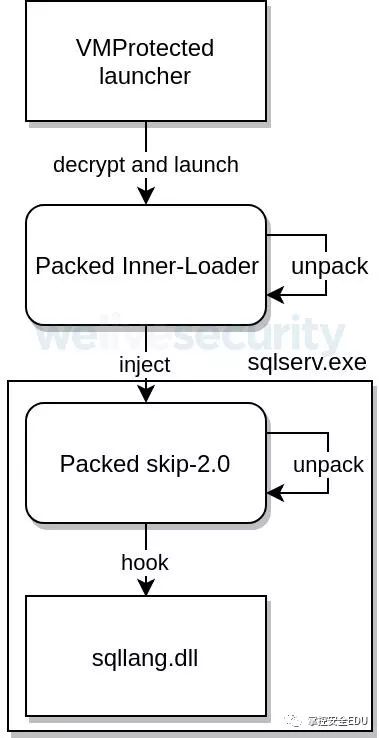 VMProtected
launcher
decrypt and launch
Packed Inner-Loader
unpack
welivesecurity
inject
sqlserv.exe
Packed skip-2.0
unpack
hook
sqllang.dll
掌控安全EDU